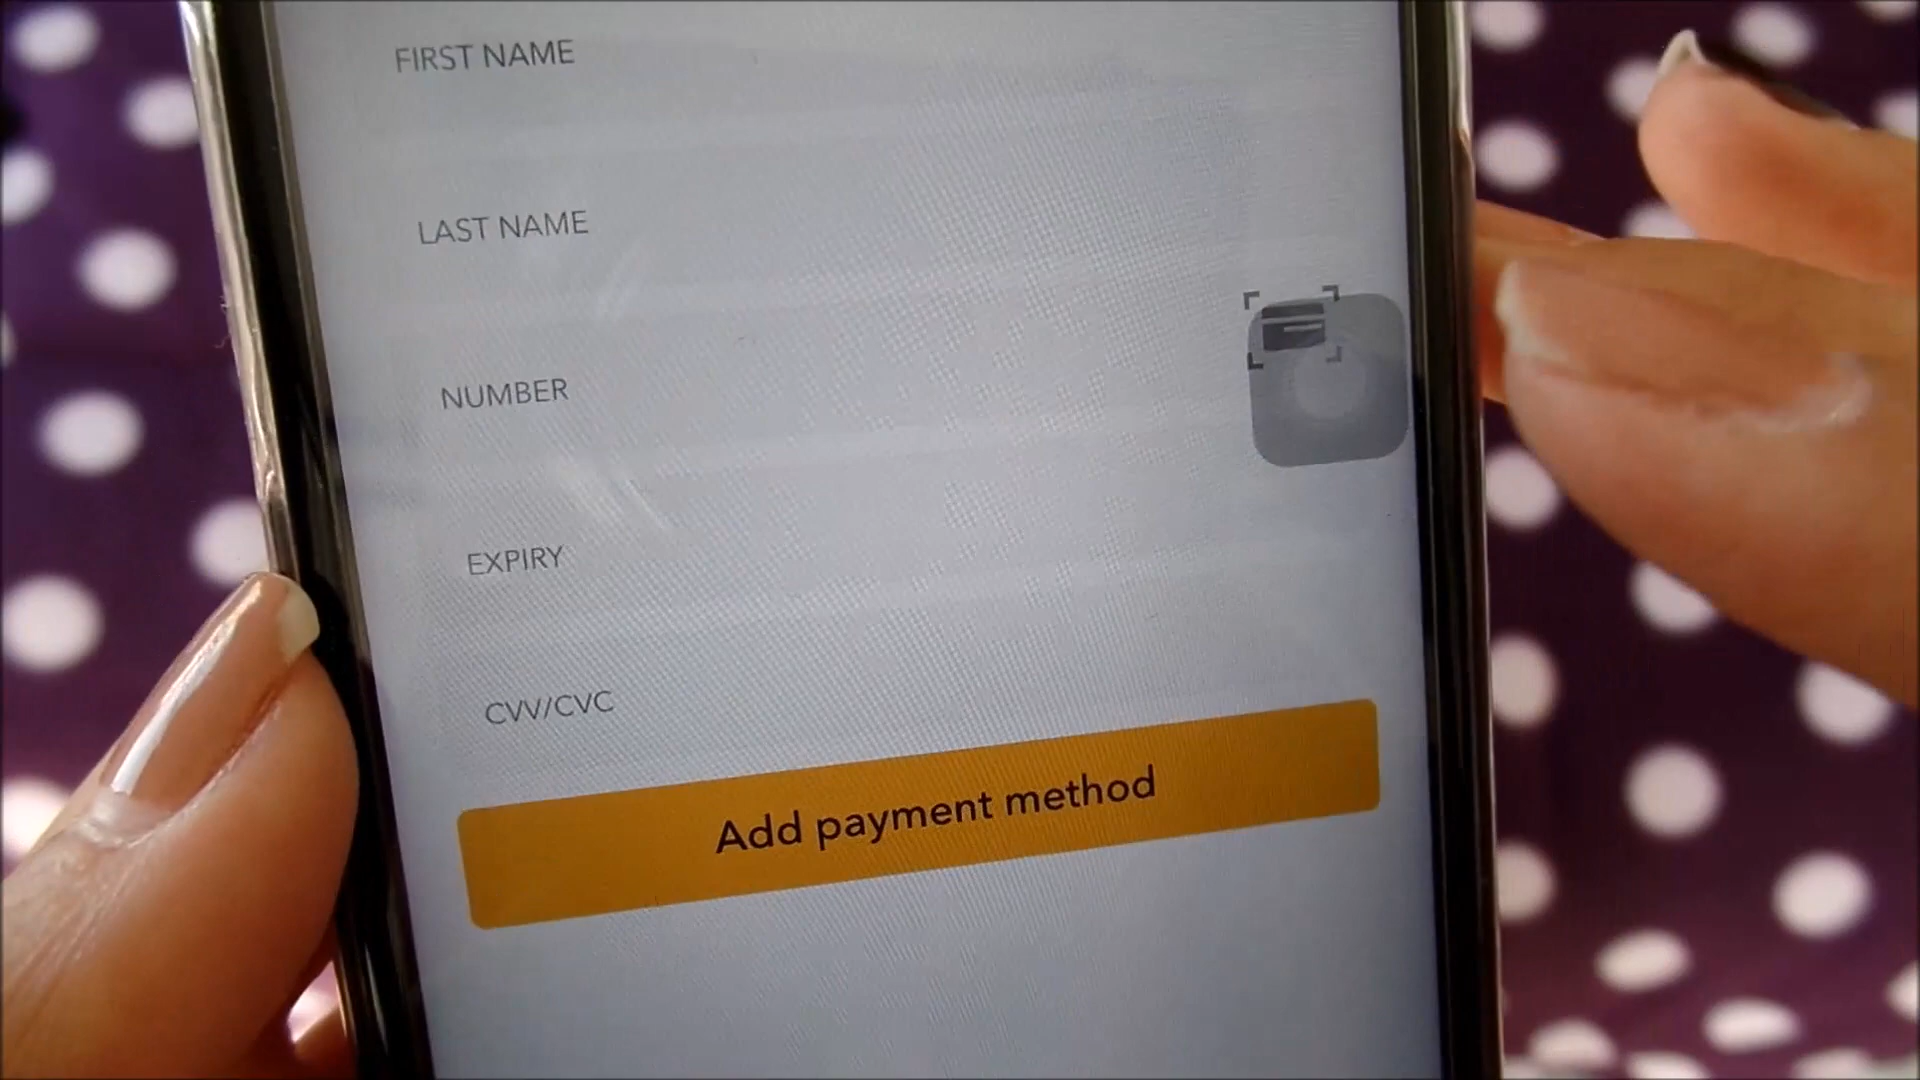 FIRST NAME
LAST NAME
NUMBER
EXPIRY
CVV/CVC
Add payment method